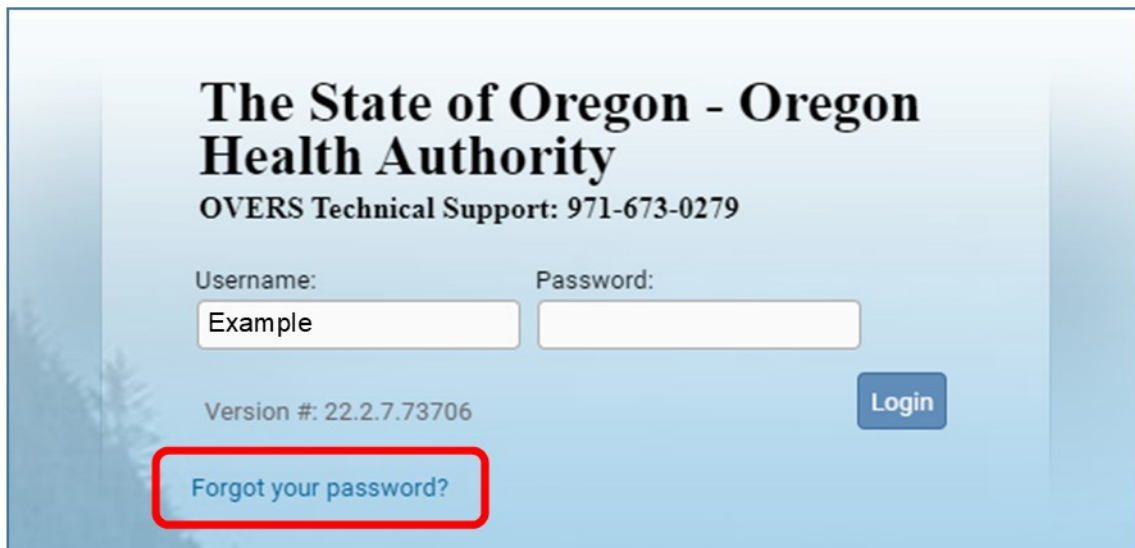 The State of Oregon - Oregon
Health Authority
OVERS Technical Support: 971-673-0279
Username:
Password:
Example
Version #: 22.2.7.73706
Login
Forgot your password?